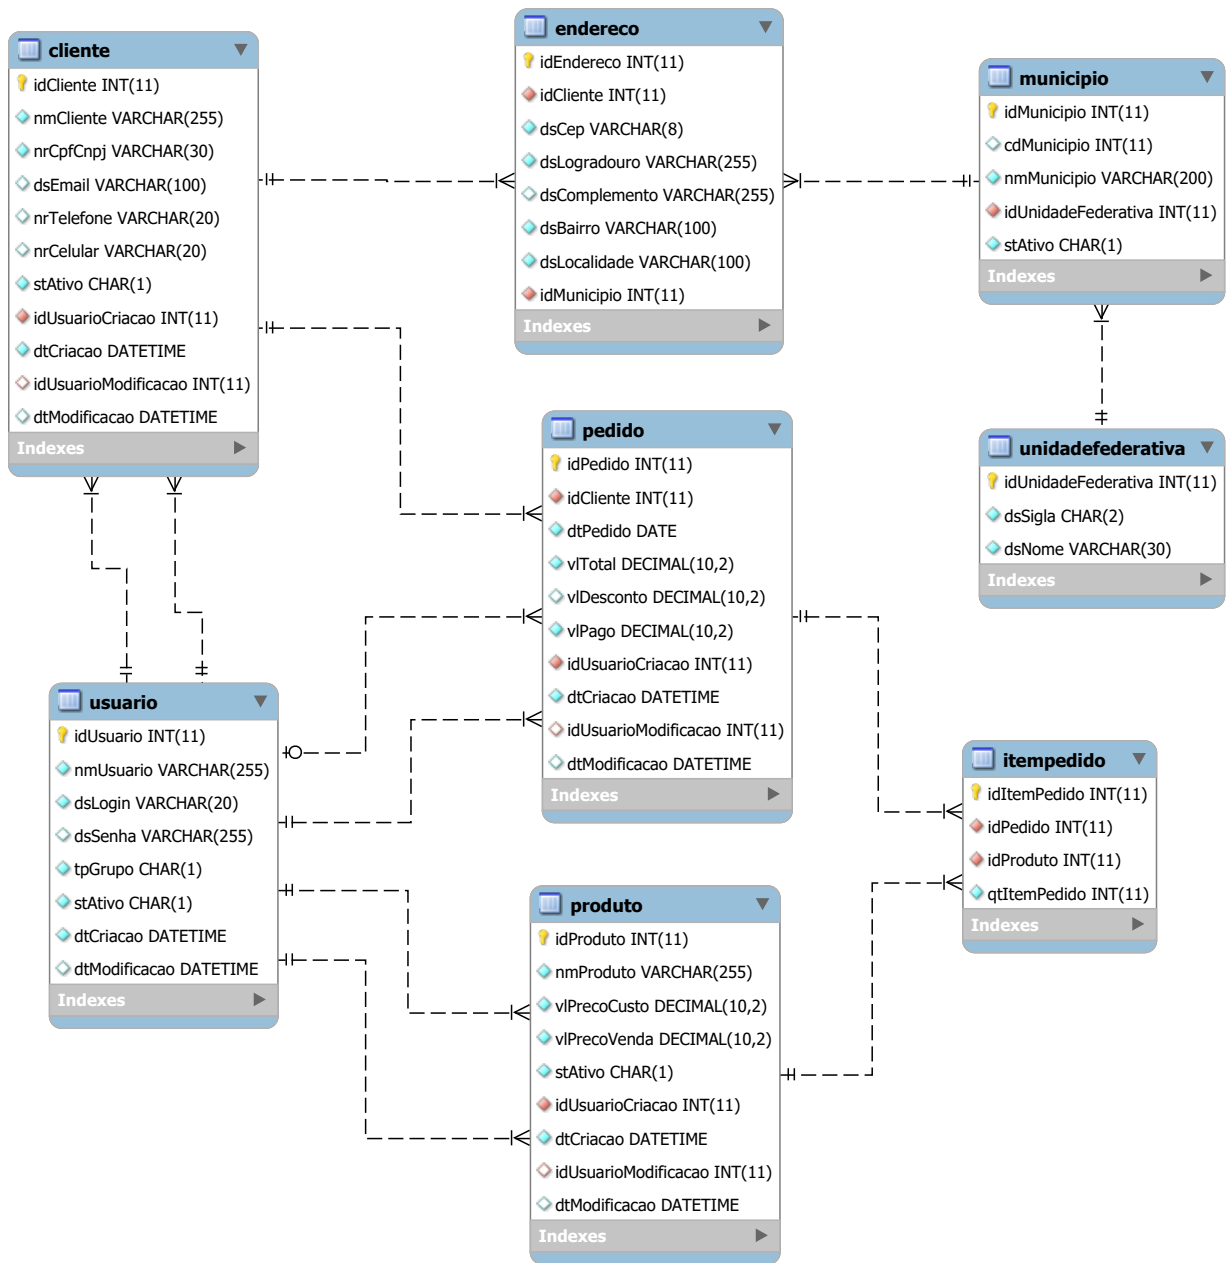 cliente
idCliente INT(11)
nmCliente VARCHAR(255)
nrCpfCnpj VARCHAR(30)
dsEmail VARCHAR(100)
nrTelefone VARCHAR(20)
nrCelular VARCHAR(20)
stAtivo CHAR(1)
idUsuarioCriacao INT(11)
dtCriacao DATETIME
idUsuarioModificacao INT(11)
dtModificacao DATETIME
Indexes
endereco
idEndereco INT(11)
idCliente INT(11)
dsCep VARCHAR(8)
dsLogradouro VARCHAR(255)
dsComplemento VARCHAR(255)
dsBairro VARCHAR(100)
dsLocalidade VARCHAR(100)
idMunicipio INT(11)
Indexes
municipio
idMunicipio INT(11)
cdMunicipio INT(11)
nmMunicipio VARCHAR(200)
idUnidadeFederativa INT(11)
stAtivo CHAR(1)
Indexes
pedido
idPedido INT(11)
idCliente INT(11)
dtPedido DATE
vlTotal DECIMAL(10,2)
vlDesconto DECIMAL(10,2)
vlPago DECIMAL(10,2)
idUsuarioCriacao INT(11)
dtCriacao DATETIME
idUsuarioModificacao INT(11)
dtModificacao DATETIME
Indexes
unidadefederativa
idUnidadeFederativa INT(11)
dsSigla CHAR(2)
dsNome VARCHAR(30)
Indexes
usuario
idUsuario INT(11)
nmUsuario VARCHAR(255)
dsLogin VARCHAR(20)
dsSenha VARCHAR(255)
tpGrupo CHAR(1)
stAtivo CHAR(1)
dtCriacao DATETIME
dtModificacao DATETIME
Indexes
itempedido
idItemPedido INT(11)
idPedido INT(11)
idProduto INT(11)
qtItemPedido INT(11)
Indexes
produto
idProduto INT(11)
nmProduto VARCHAR(255)
vlPrecoCusto DECIMAL(10,2)
vlPrecoVenda DECIMAL(10,2)
stAtivo CHAR(1)
idUsuarioCriacao INT(11)
dtCriacao DATETIME
idUsuarioModificacao INT(11)
dtModificacao DATETIME
Indexes